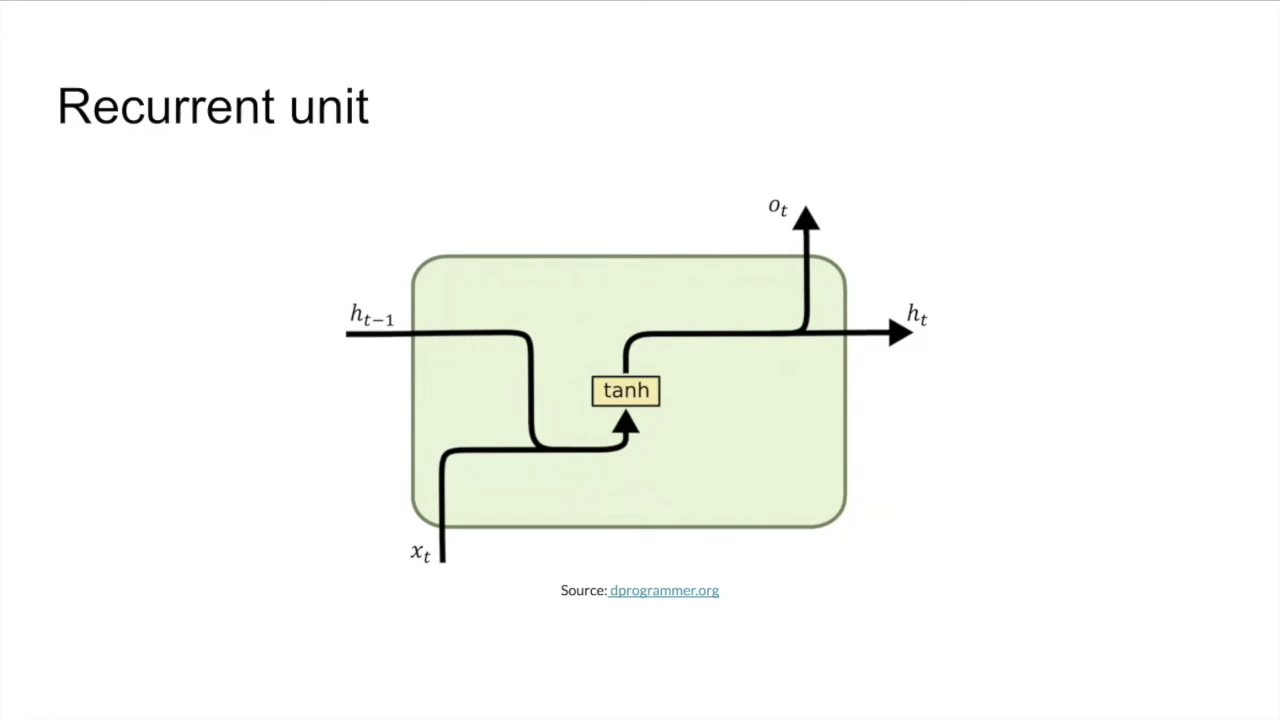 Recurrent unit
o_t
h_{t−1}
h_t
tanh
x_t
Source: dprogrammer.org